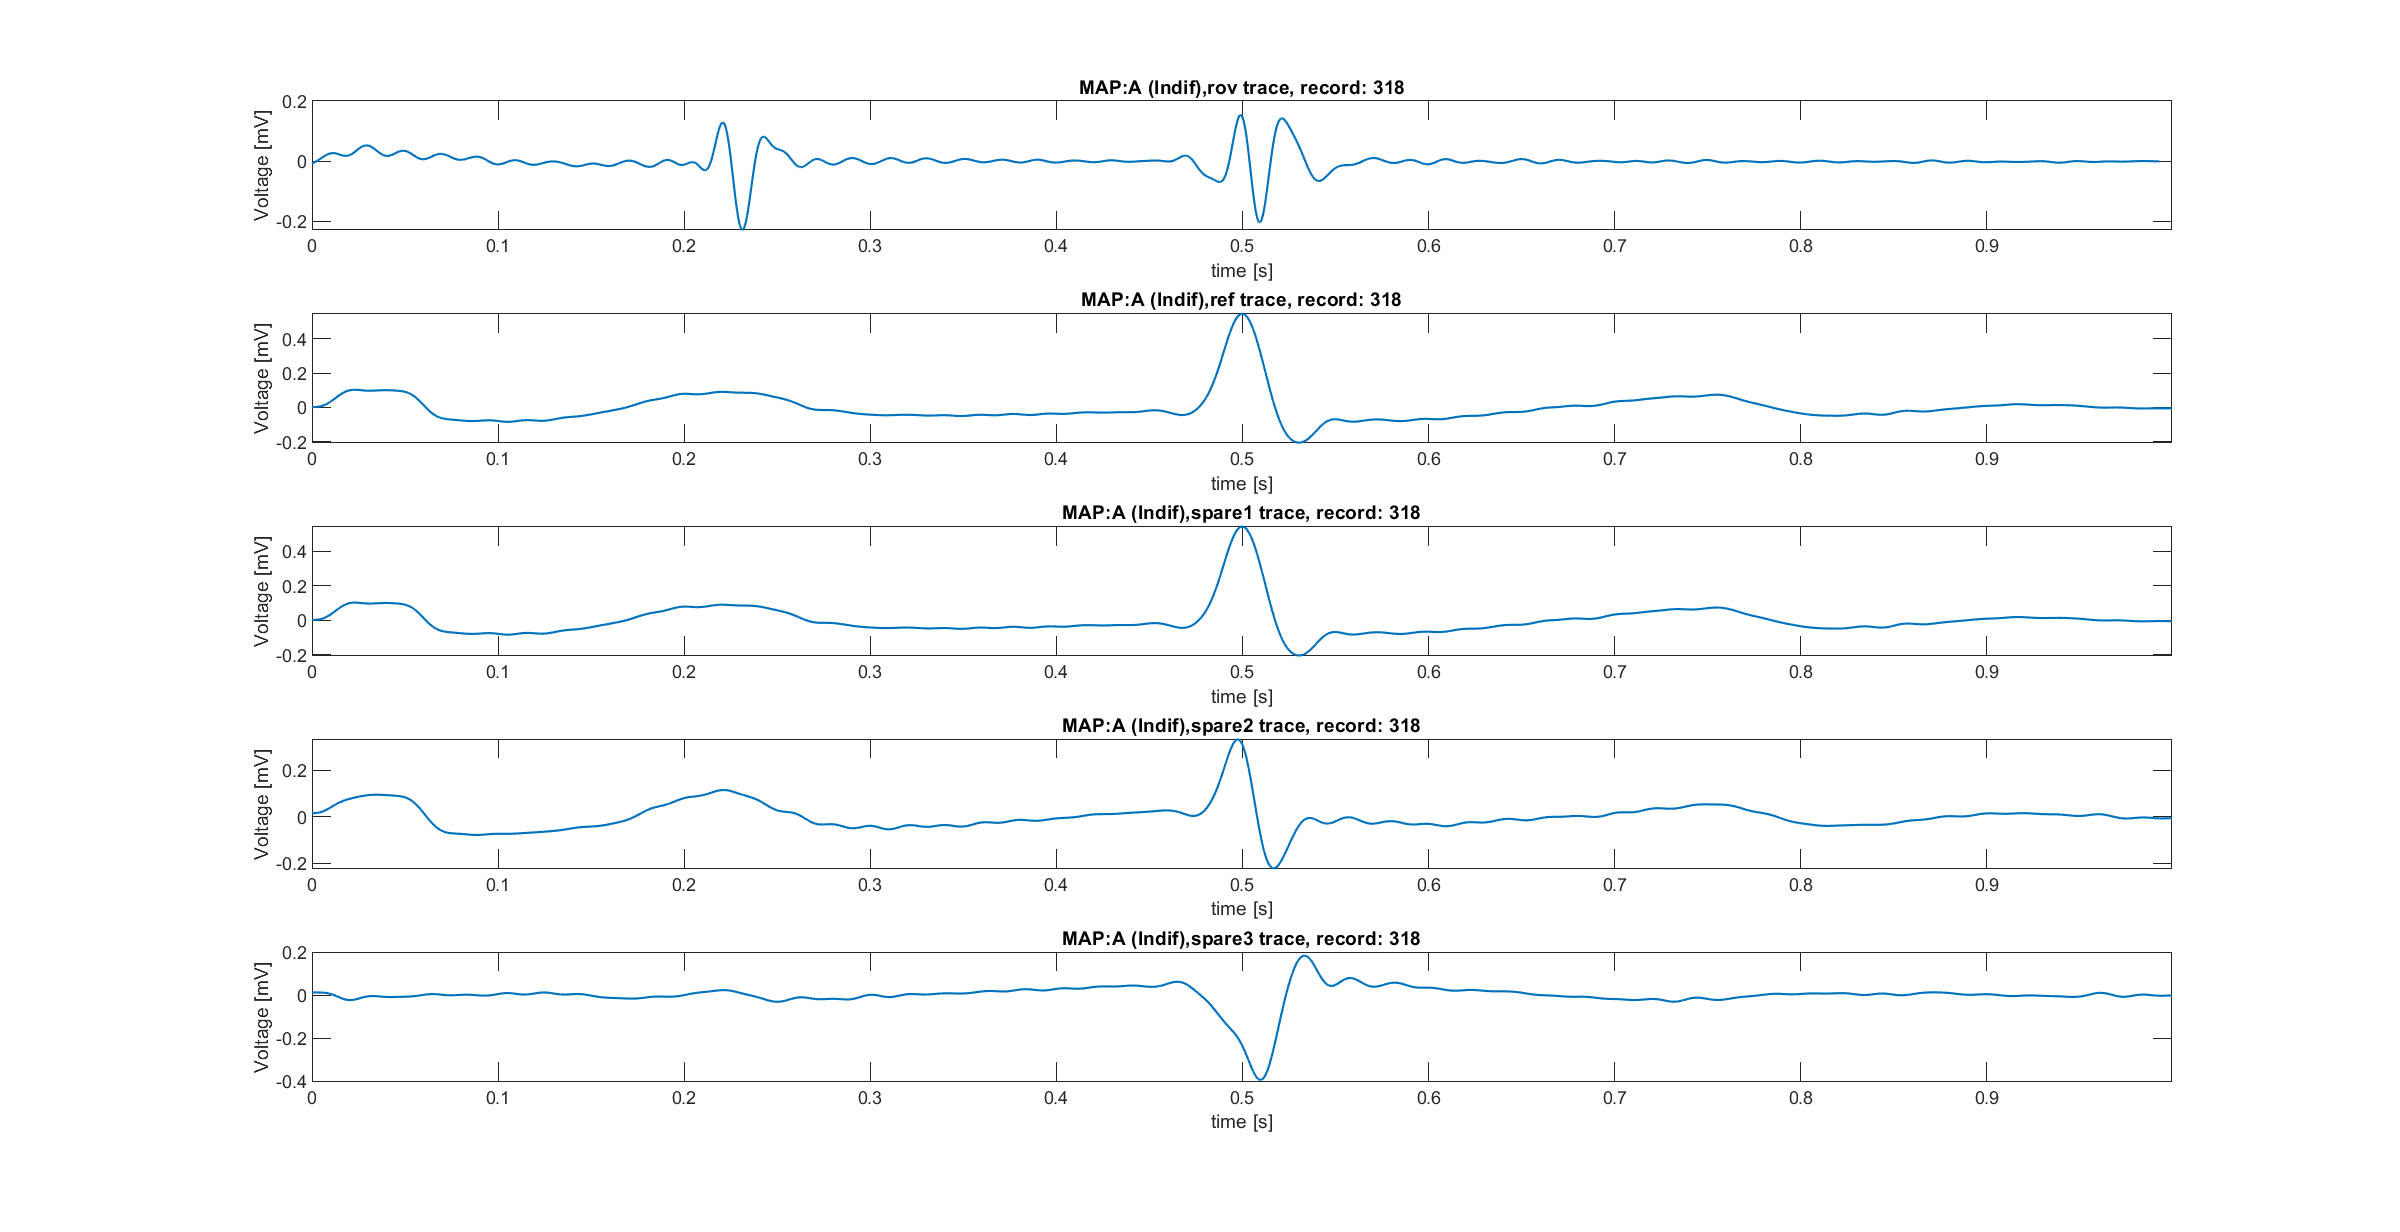 MAP:A (Indif),rov trace, record: 318
Voltage [mV]
0.2
0
-0.2
0 0.1 0.2 0.3 0.4 0.5 0.6 0.7 0.8 0.9
time [s]
MAP:A (Indif),ref trace, record: 318
Voltage [mV]
0.4
0.2
0
-0.2
0 0.1 0.2 0.3 0.4 0.5 0.6 0.7 0.8 0.9
time [s]
MAP:A (Indif),spare1 trace, record: 318
Voltage [mV]
0.4
0.2
0
-0.2
0 0.1 0.2 0.3 0.4 0.5 0.6 0.7 0.8 0.9
time [s]
MAP:A (Indif),spare2 trace, record: 318
Voltage [mV]
0.2
0
-0.2
0 0.1 0.2 0.3 0.4 0.5 0.6 0.7 0.8 0.9
time [s]
MAP:A (Indif),spare3 trace, record: 318
Voltage [mV]
0.2
0
-0.2
-0.4
0 0.1 0.2 0.3 0.4 0.5 0.6 0.7 0.8 0.9
time [s]